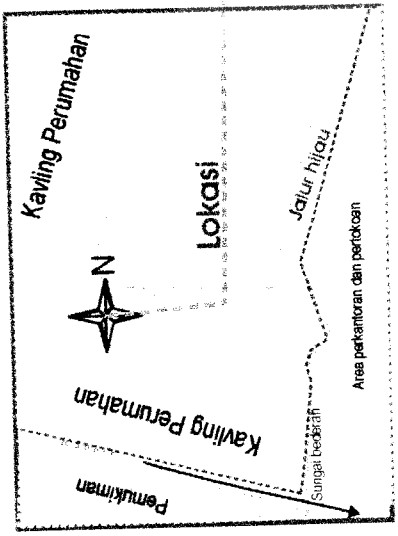 Kavling Perumahan
N
Lokasi
Jalur hijau
Kavling Perumahan
Area perkantoran dan pertokoan
Sungai bederah
Pemukiman